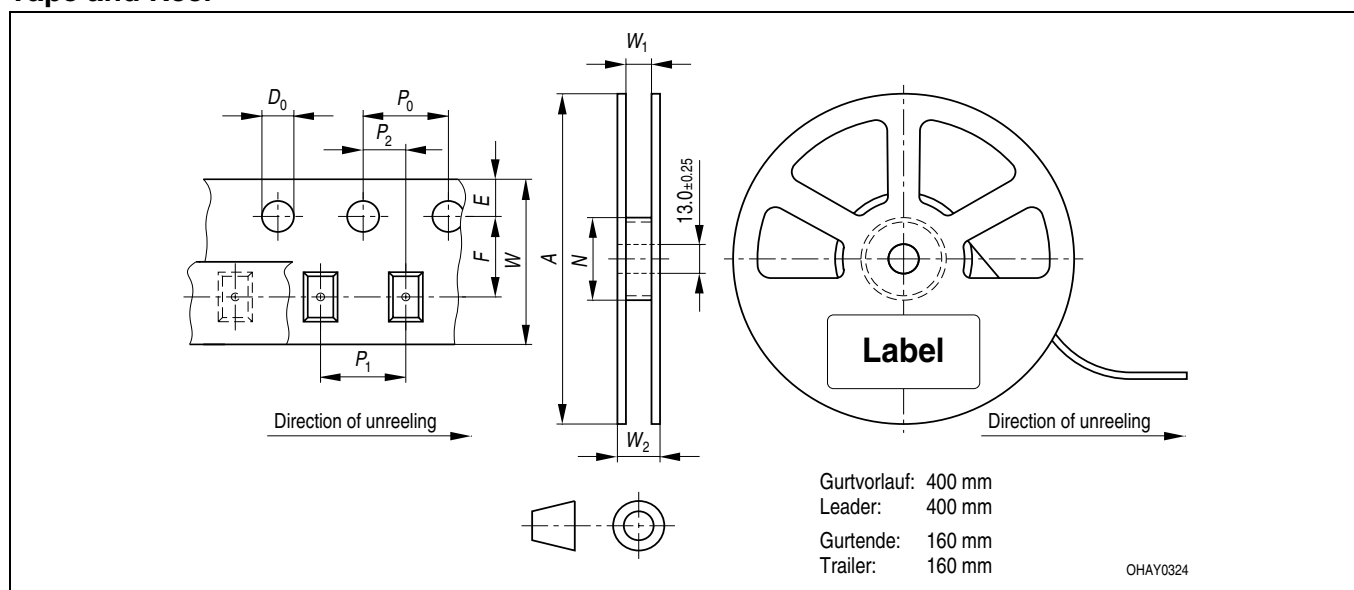 Tape and Reel
W1
D0
P0
P2
E
F
W
A
N
13.0±0.25
Label
P1
Direction of unreeling
W2
Direction of unreeling
Gurtvorlauf: 400 mm
Leader: 400 mm
Gurtende: 160 mm
Trailer: 160 mm
OHAY0324